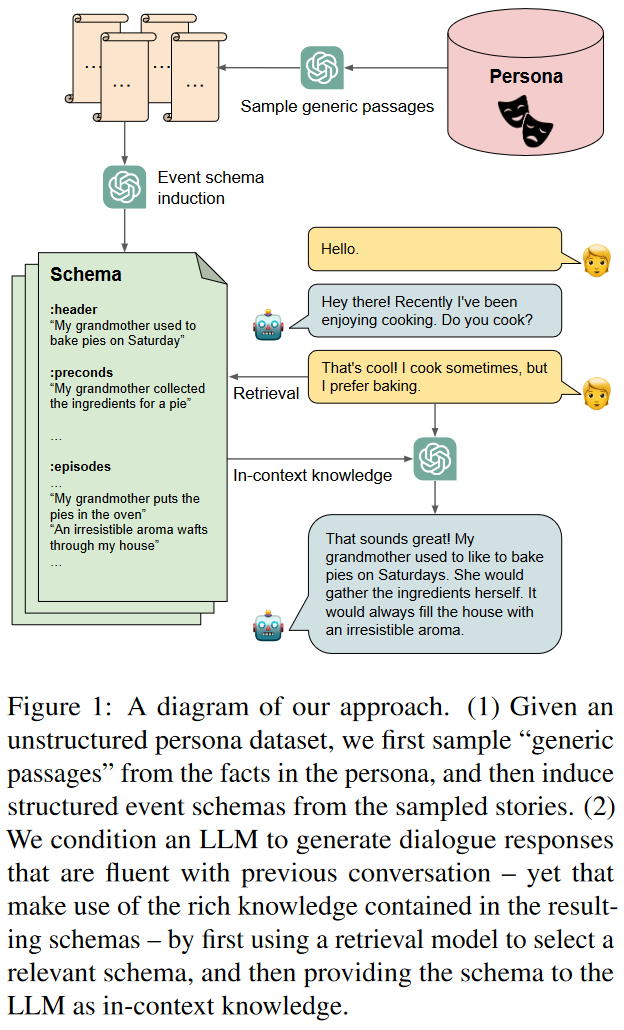 ...
...
...
...
Sample generic passages
Persona
Event schema
induction
Schema
:header
“My grandmother used to
bake pies on Saturday”
:preconds
“My grandmother collected
the ingredients for a pie”
...
:episodes
...
“My grandmother puts the
pies in the oven”
“An irresistible aroma wafts
through my house”
...
Hello.
Hey there! Recently I've been
enjoying cooking. Do you cook?
That's cool! I cook sometimes, but
I prefer baking.
Retrieval
In-context knowledge
That sounds great! My
grandmother used to like to bake
pies on Saturdays. She would
gather the ingredients herself. It
would always fill the house with
an irresistible aroma.
Figure 1: A diagram of our approach. (1) Given an
unstructured persona dataset, we first sample “generic
passages” from the facts in the persona, and then induce
structured event schemas from the sampled stories. (2)
We condition an LLM to generate dialogue responses
that are fluent with previous conversation – yet that
make use of the rich knowledge contained in the result-
ing schemas – by first using a retrieval model to select a
relevant schema, and then providing the schema to the
LLM as in-context knowledge.